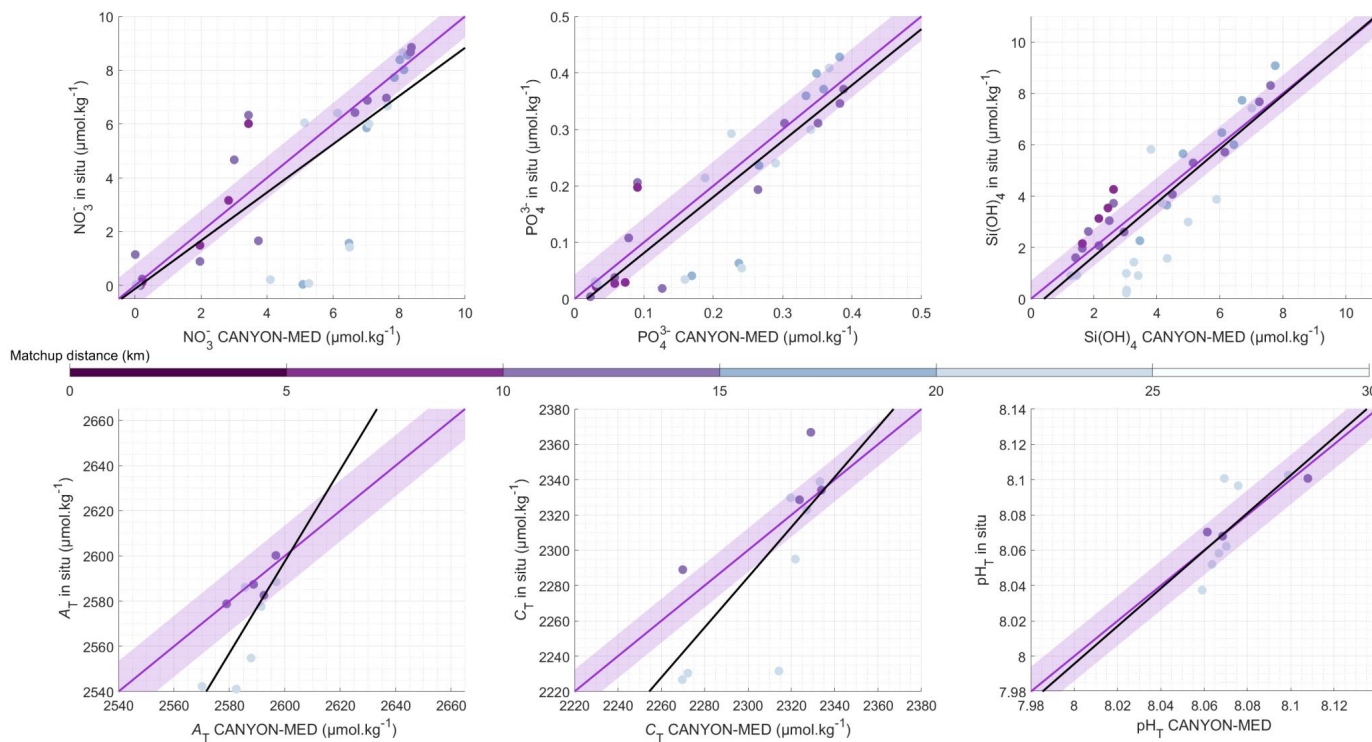 10
8
6
4
2
0
NO₃⁻ in situ (µmol.kg⁻¹)
0 2 4 6 8 10
NO₃⁻ CANYON-MED (µmol.kg⁻¹)
0.5
0.4
0.3
0.2
0.1
0
PO₄³⁻ in situ (µmol.kg⁻¹)
0 0.1 0.2 0.3 0.4 0.5
PO₄³⁻ CANYON-MED (µmol.kg⁻¹)
10
8
6
4
2
0
Si(OH)₄ in situ (µmol.kg⁻¹)
0 2 4 6 8 10
Si(OH)₄ CANYON-MED (µmol.kg⁻¹)
Matchup distance (km)
0 5 10 15 20 25 30
2660
2640
2620
2600
2580
2560
2540
A_T in situ (µmol.kg⁻¹)
2540 2560 2580 2600 2620 2640 2660
A_T CANYON-MED (µmol.kg⁻¹)
2380
2360
2340
2320
2300
2280
2260
2240
2220
C_T in situ (µmol.kg⁻¹)
2220 2240 2260 2280 2300 2320 2340 2360 2380
C_T CANYON-MED (µmol.kg⁻¹)
8.14
8.12
8.1
8.08
8.06
8.04
8.02
8
7.98
pH_T in situ
7.98 8 8.02 8.04 8.06 8.08 8.1 8.12
pH_T CANYON-MED